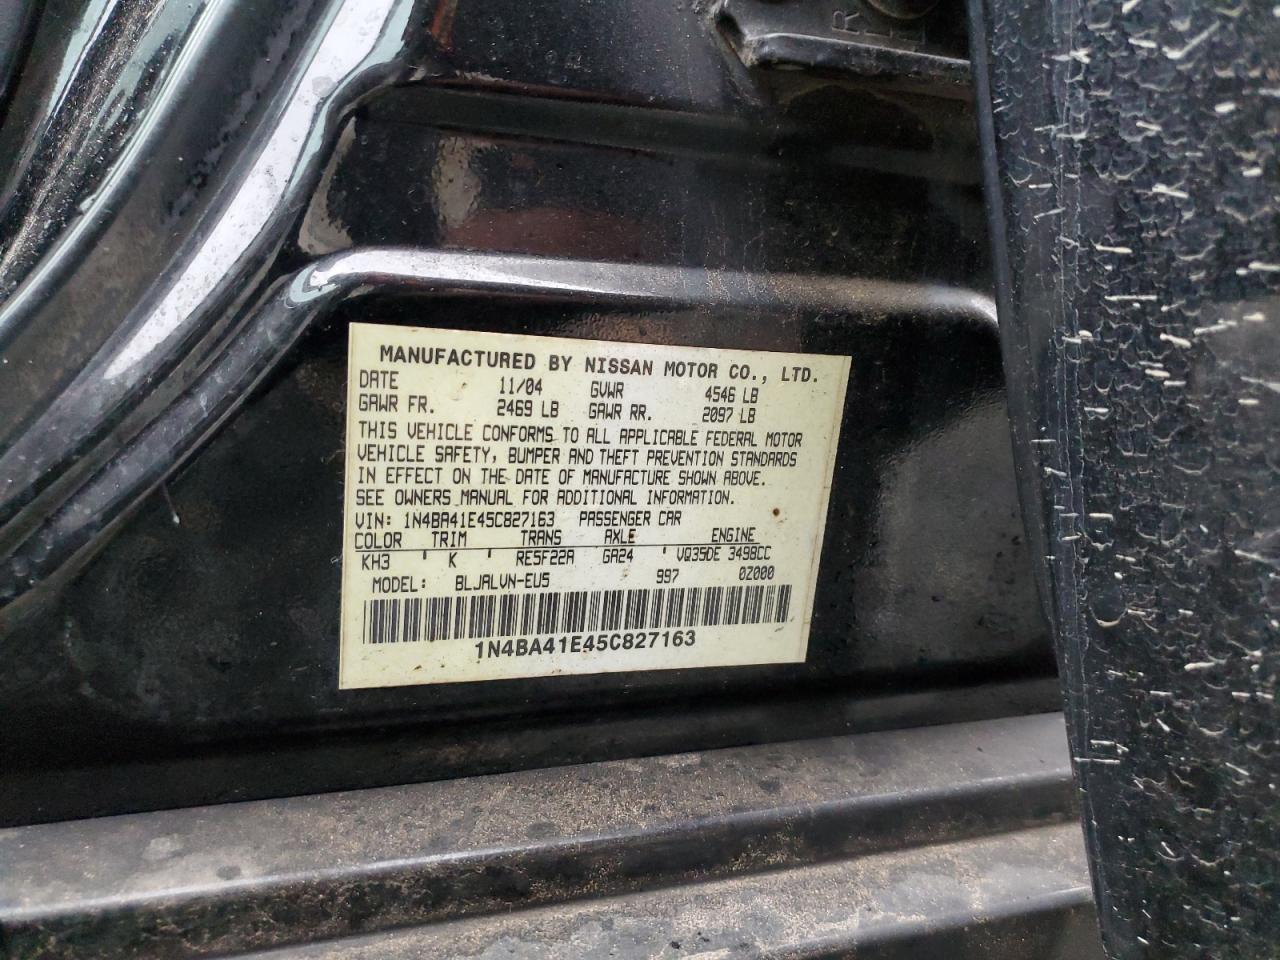 MANUFACTURED BY NISSAN MOTOR CO., LTD.
DATE 11/04 GVWR 4546 LB
GAWR FR. 2469 LB GAWR RR. 2097 LB
THIS VEHICLE CONFORMS TO ALL APPLICABLE FEDERAL MOTOR
VEHICLE SAFETY, BUMPER AND THEFT PREVENTION STANDARDS
IN EFFECT ON THE DATE OF MANUFACTURE SHOWN ABOVE.
SEE OWNERS MANUAL FOR ADDITIONAL INFORMATION.
VIN: 1N4BA41E45C827163 PASSENGER CAR
COLOR TRIM TRANS AXLE ENGINE
KH3 ' K ' RE5F22A GA24 ' VQ35DE 3498CC
MODEL: BLJALVN-EUS 997 0Z000
1N4BA41E45C827163